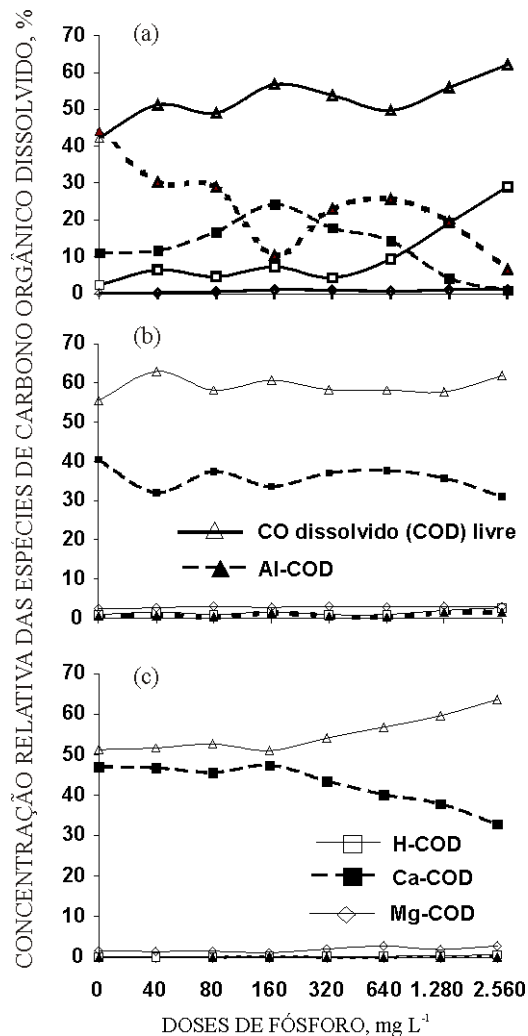 CONCENTRAÇÃO RELATIVA DAS ESPÉCIES DE CARBONO ORGÂNICO DISSOLVIDO, %
(a)
70
60
50
40
30
20
10
0
(b)
70
60
50
40
30
20
10
0
CO dissolvido (COD) livre
Al-COD
(c)
70
60
50
40
30
20
10
0
H-COD
Ca-COD
Mg-COD
0 40 80 160 320 640 1.280 2.560
DOSES DE FÓSFORO, mg L-1